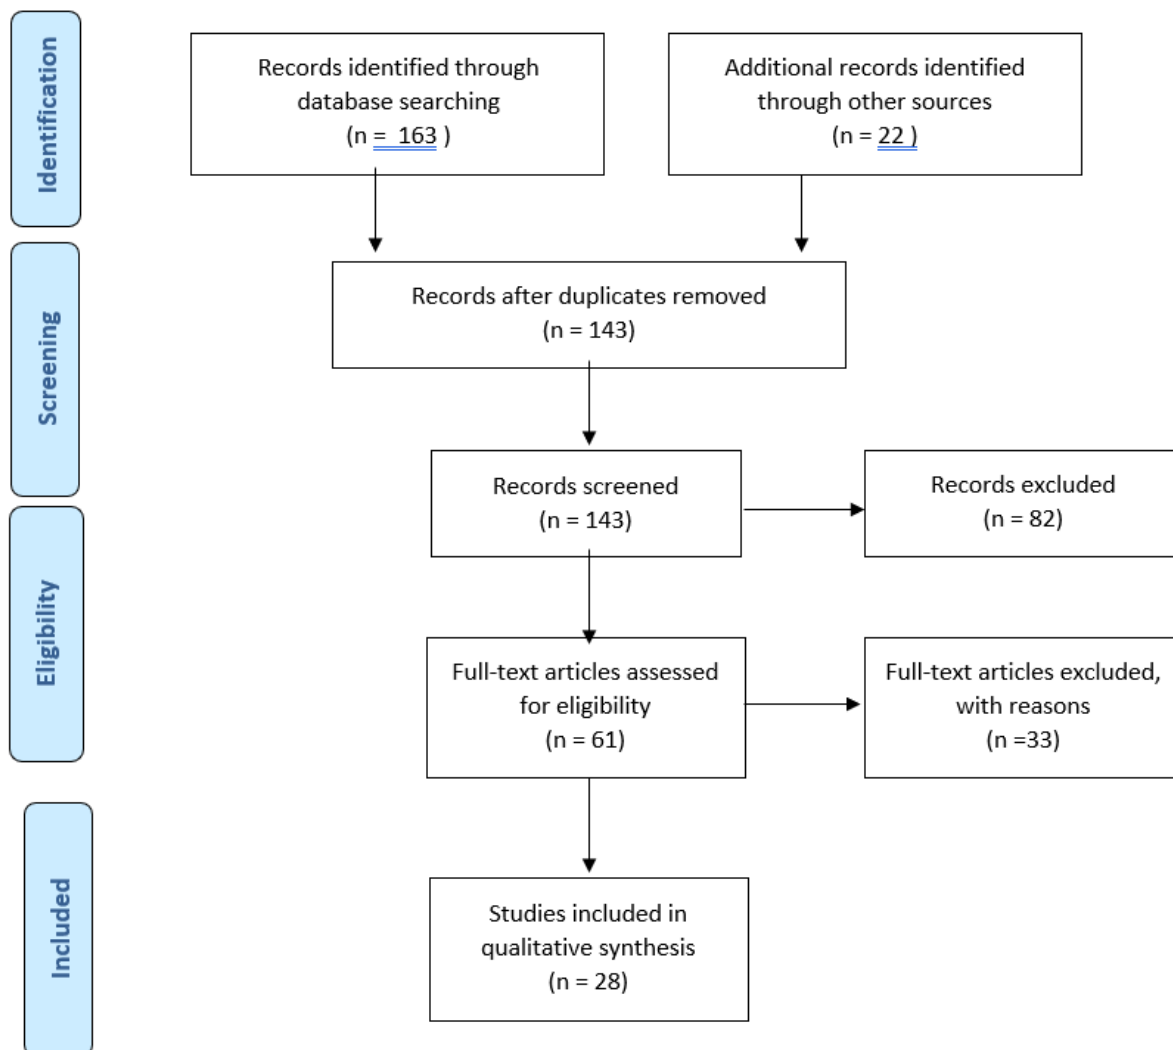 Identification
Records identified through
database searching
(n = 163 )
Additional records identified
through other sources
(n = 22 )
Screening
Records after duplicates removed
(n = 143)
Records screened
(n = 143)
Records excluded
(n = 82)
Eligibility
Full-text articles assessed
for eligibility
(n = 61)
Full-text articles excluded,
with reasons
(n =33)
Included
Studies included in
qualitative synthesis
(n = 28)